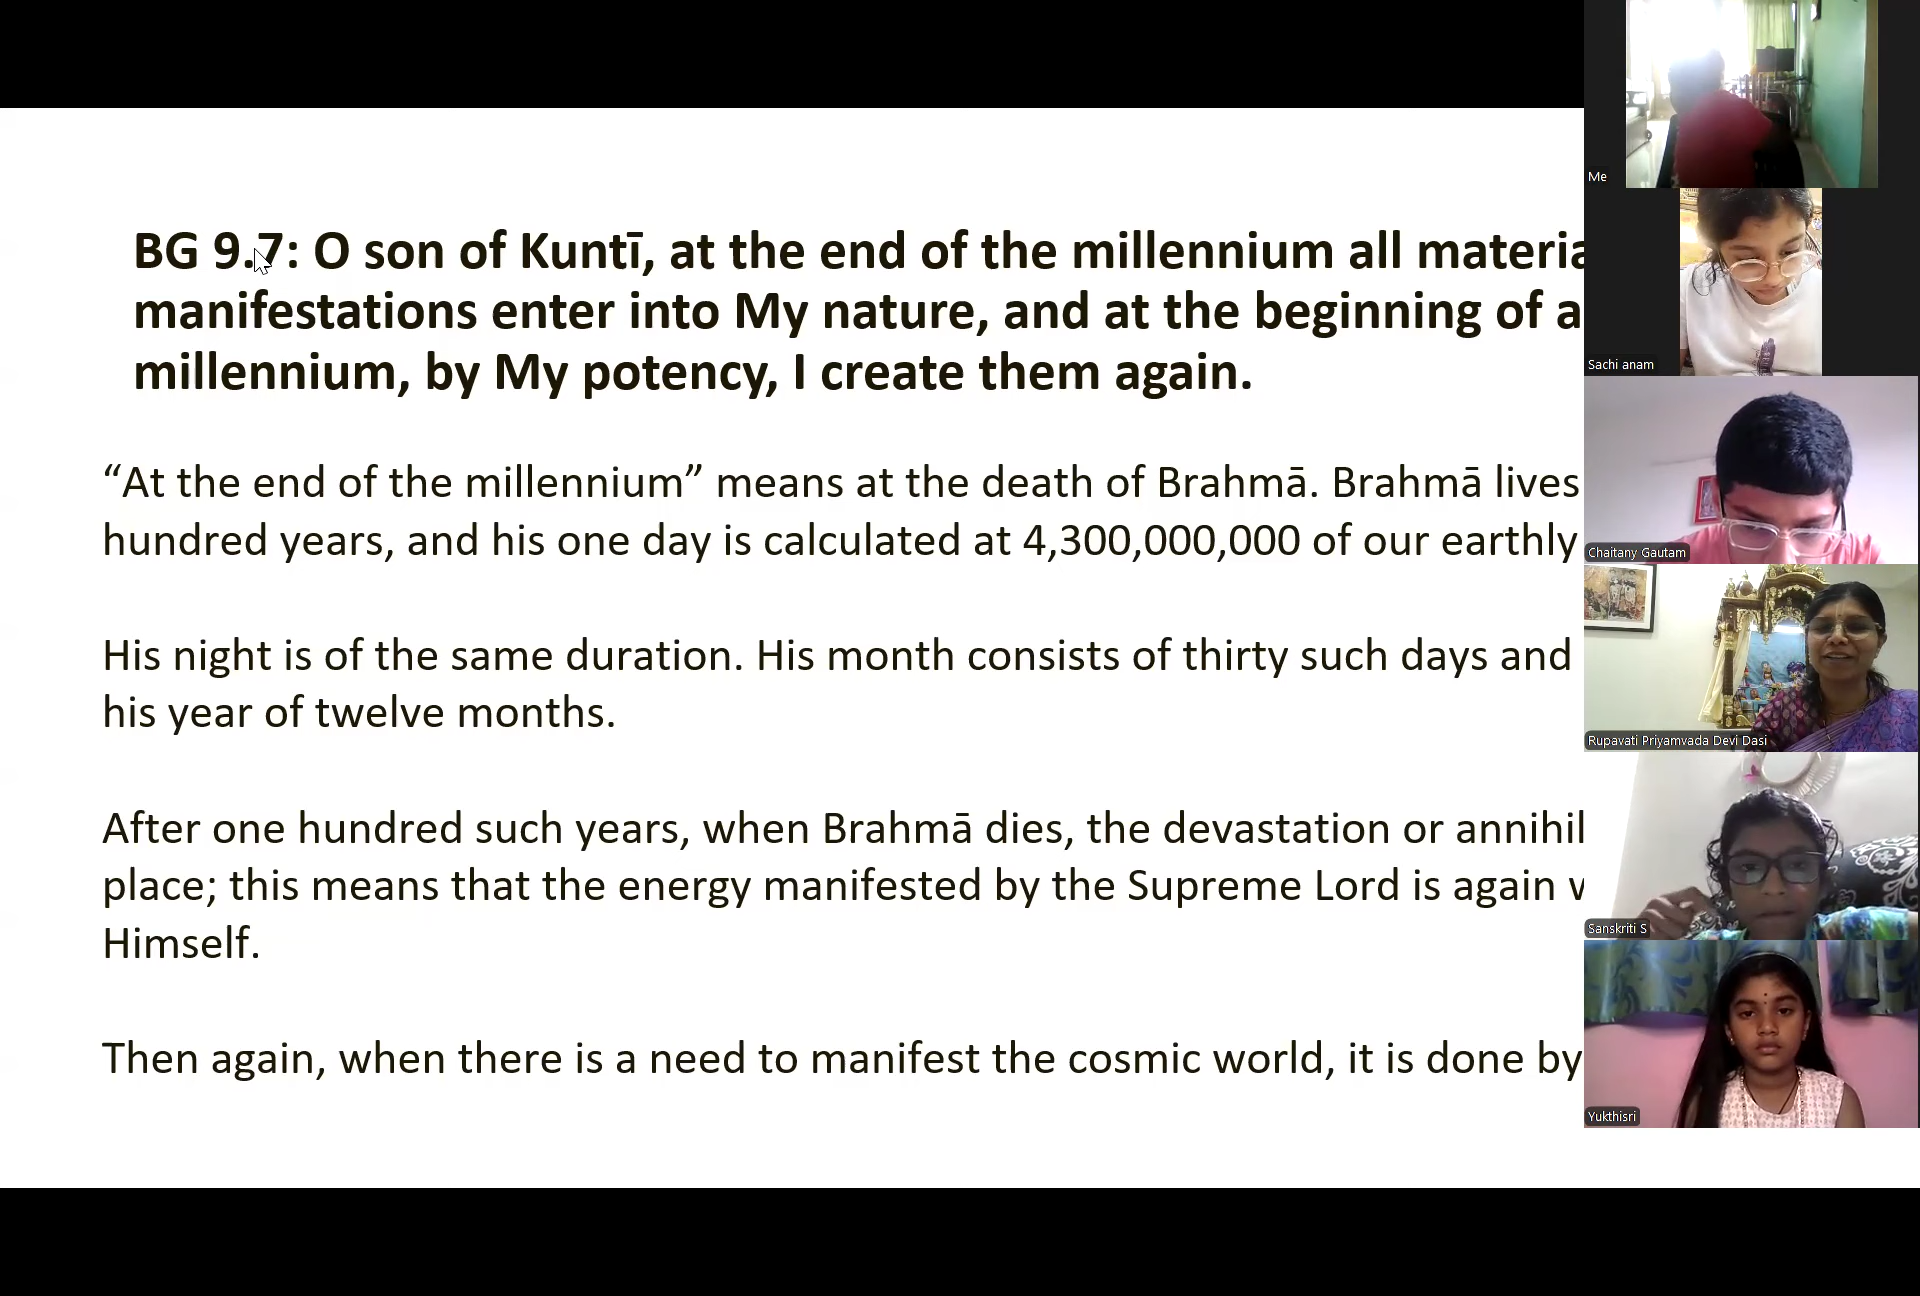 BG 9.7: O son of Kuntī, at the end of the millennium all materia
manifestations enter into My nature, and at the beginning of a
millennium, by My potency, I create them again.
“At the end of the millennium” means at the death of Brahmā. Brahmā lives
hundred years, and his one day is calculated at 4,300,000,000 of our earthly
His night is of the same duration. His month consists of thirty such days and
his year of twelve months.
After one hundred such years, when Brahmā dies, the devastation or annihil
place; this means that the energy manifested by the Supreme Lord is again
Himself.
Then again, when there is a need to manifest the cosmic world, it is done by
Me
Sachi anam
Chaitany Gautam
Rupavati Priyamvada Devi Dasi
Sanskriti S
Yukthisri